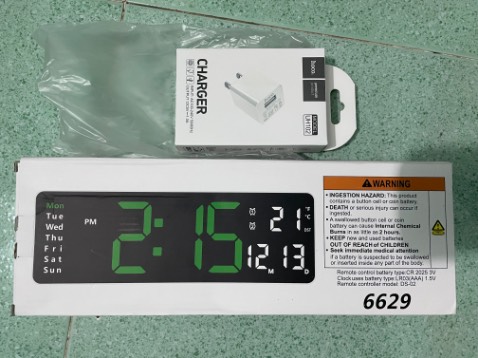 hoco.
CHARGER
MODEL
UH102
Mon
Tue
Wed
Thu
Fri
Sat
Sun
PM
2:15
21
°F
°C
DST
12 M
13 D
WARNING
• INGESTION HAZARD: This product
contains a button cell or coin battery.
• DEATH or serious injury can occur if
ingested.
• A swallowed button cell or coin
battery can cause Internal Chemical
Burns in as little as 2 hours.
• KEEP new and used batteries
OUT OF REACH of CHILDREN
• Seek immediate medical attention
if a battery is suspected to be swallowed
or inserted inside any part of the body.
Remote control battery type:CR 2025 3V
Clock uses battery type LR03(AAA) 1.5V
Remote controller model: DS-02
6629